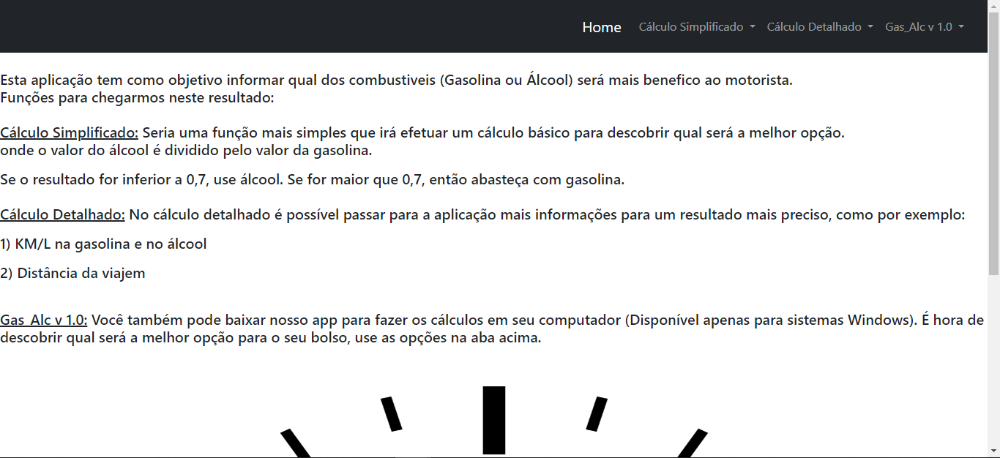 Home Cálculo Simplificado Cálculo Detalhado Gas_Alc v 1.0
Esta aplicação tem como objetivo informar qual dos combustiveis (Gasolina ou Álcool) será mais benefico ao motorista.
Funções para chegarmos neste resultado:
Cálculo Simplificado: Seria uma função mais simples que irá efetuar um cálculo básico para descobrir qual será a melhor opção.
onde o valor do álcool é dividido pelo valor da gasolina.
Se o resultado for inferior a 0,7, use álcool. Se for maior que 0,7, então abasteça com gasolina.
Cálculo Detalhado: No cálculo detalhado é possível passar para a aplicação mais informações para um resultado mais preciso, como por exemplo:
1) KM/L na gasolina e no álcool
2) Distância da viajem
Gas_Alc v 1.0: Você também pode baixar nosso app para fazer os cálculos em seu computador (Disponível apenas para sistemas Windows). É hora de
descobrir qual será a melhor opção para o seu bolso, use as opções na aba acima.